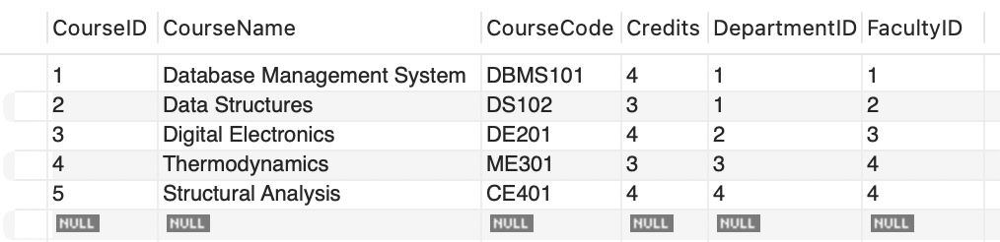 CourseID CourseName CourseCode Credits DepartmentID FacultyID
1 Database Management System DBMS101 4 1 1
2 Data Structures DS102 3 1 2
3 Digital Electronics DE201 4 2 3
4 Thermodynamics ME301 3 3 4
5 Structural Analysis CE401 4 4 4
NULL NULL NULL NULL NULL NULL